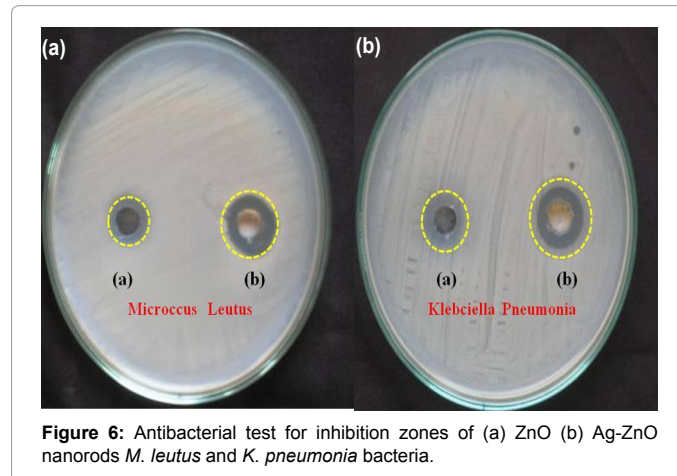 (a)
(b)
(a)
(b)
Microccus Leutus
(a)
(b)
Klebciella Pneumonia
Figure 6: Antibacterial test for inhibition zones of (a) ZnO (b) Ag-ZnO
nanorods M. leutus and K. pneumonia bacteria.